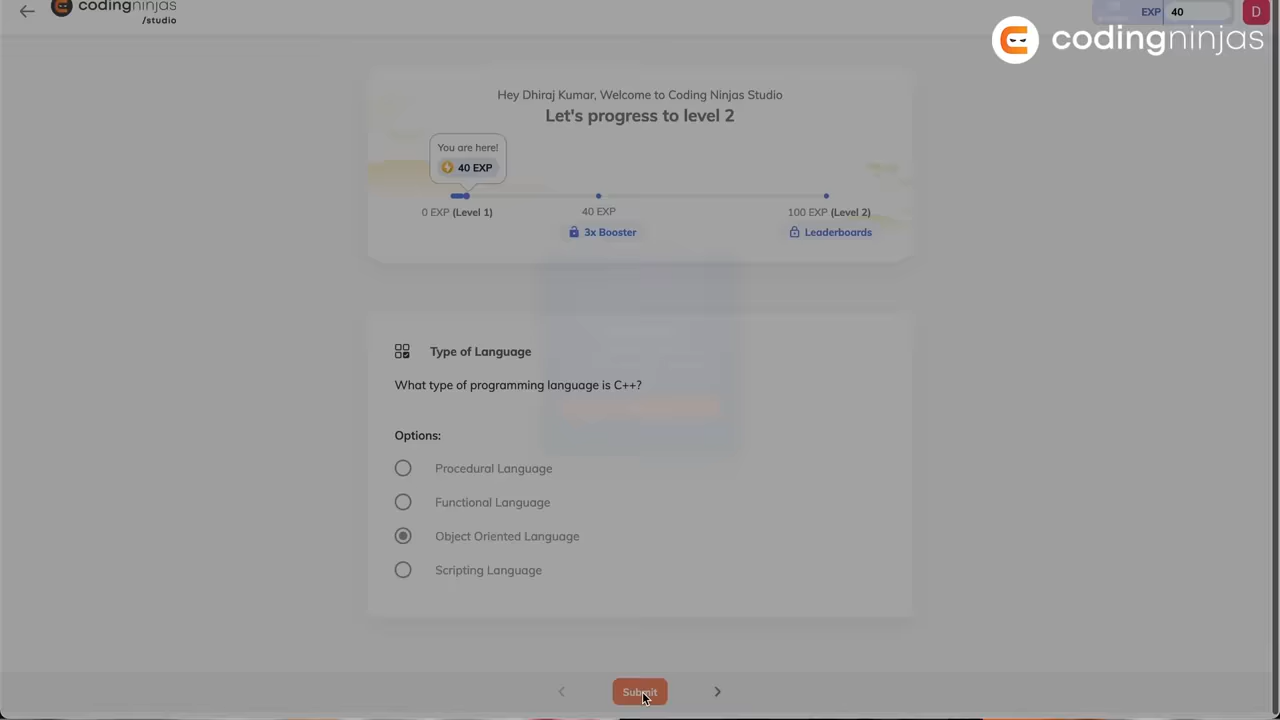 codingninjas
/studio
EXP 40
D
codingninjas
Hey Dhiraj Kumar, Welcome to Coding Ninjas Studio
Let's progress to level 2
You are here!
40 EXP
0 EXP (Level 1)
40 EXP
100 EXP (Level 2)
3x Booster
Leaderboards
Type of Language
What type of programming language is C++?
Options:
Procedural Language
Functional Language
Object Oriented Language
Scripting Language
Submit